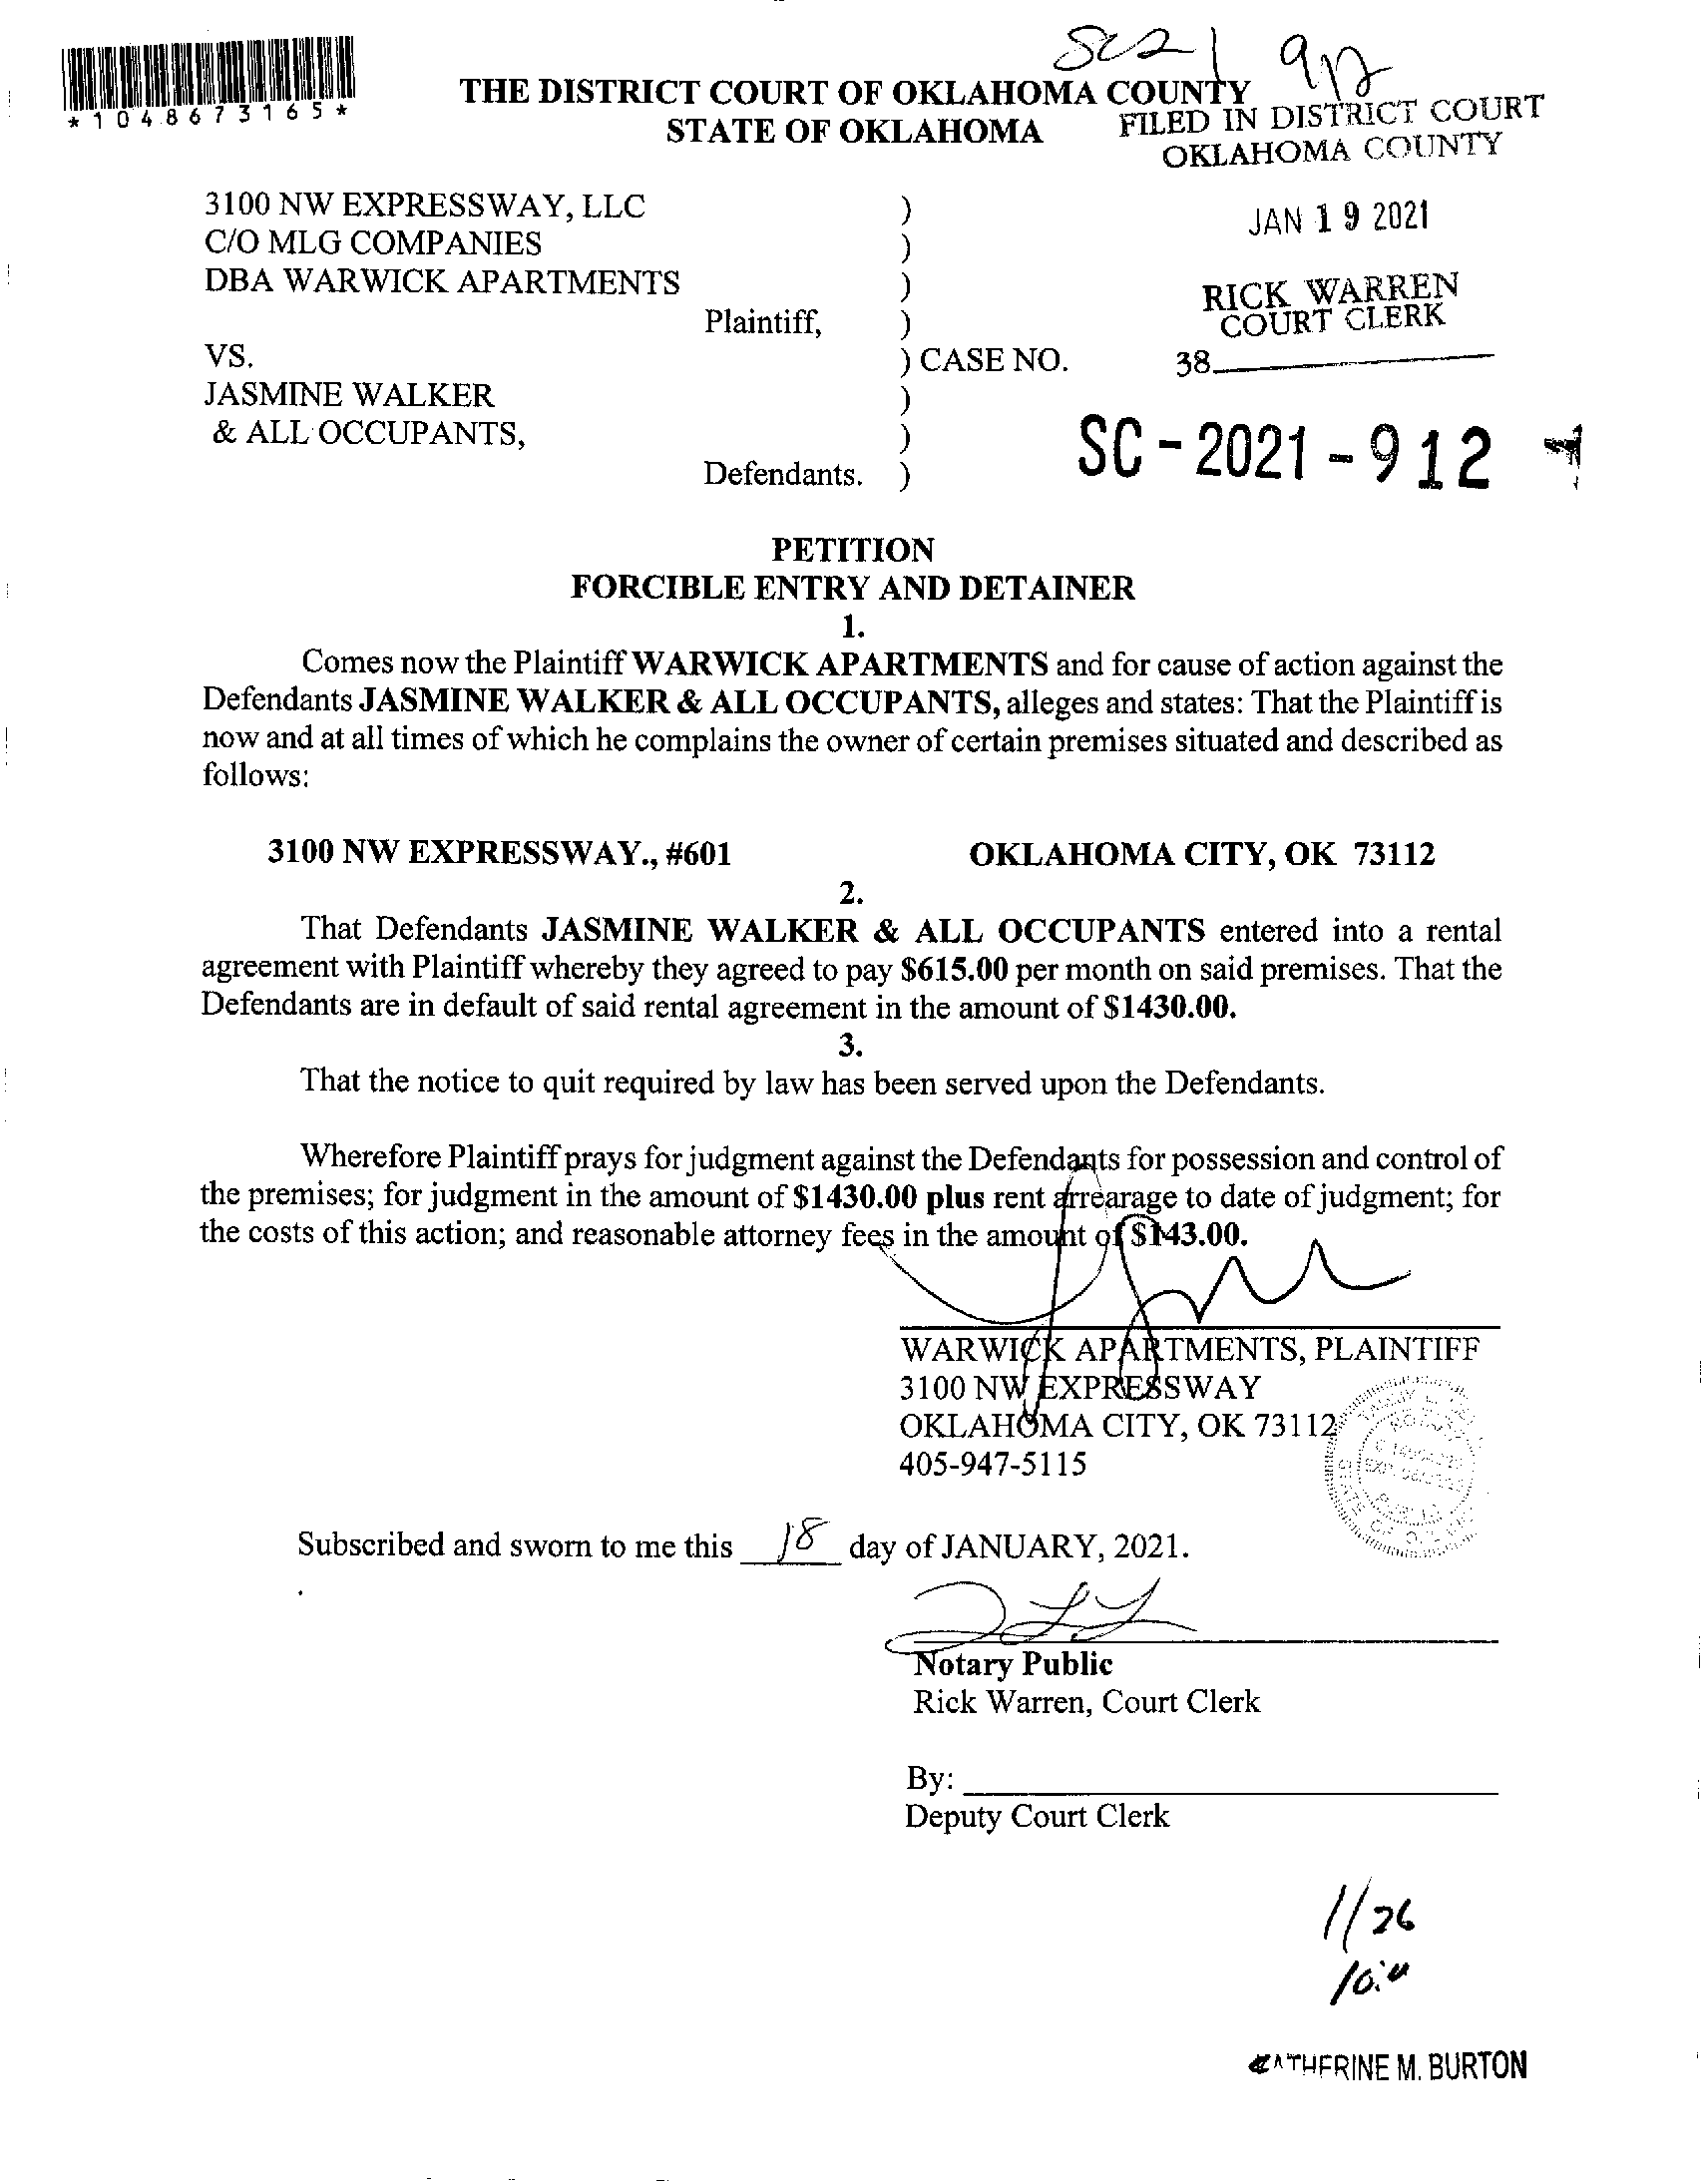 SC21 912
*1048673165*
THE DISTRICT COURT OF OKLAHOMA COUNTY
STATE OF OKLAHOMA
FILED IN DISTRICT COURT
OKLAHOMA COUNTY
JAN 19 2021
RICK WARREN
COURT CLERK
38
3100 NW EXPRESSWAY, LLC )
C/O MLG COMPANIES )
DBA WARWICK APARTMENTS )
Plaintiff, )
VS. ) CASE NO.
JASMINE WALKER )
& ALL OCCUPANTS, )
Defendants. )
SC - 2021 - 912
PETITION
FORCIBLE ENTRY AND DETAINER
1.
Comes now the Plaintiff WARWICK APARTMENTS and for cause of action against the
Defendants JASMINE WALKER & ALL OCCUPANTS, alleges and states: That the Plaintiff is
now and at all times of which he complains the owner of certain premises situated and described as
follows:
3100 NW EXPRESSWAY., #601 OKLAHOMA CITY, OK 73112
2.
That Defendants JASMINE WALKER & ALL OCCUPANTS entered into a rental
agreement with Plaintiff whereby they agreed to pay $615.00 per month on said premises. That the
Defendants are in default of said rental agreement in the amount of $1430.00.
3.
That the notice to quit required by law has been served upon the Defendants.
Wherefore Plaintiff prays for judgment against the Defendants for possession and control of
the premises; for judgment in the amount of $1430.00 plus rent arrearage to date of judgment; for
the costs of this action; and reasonable attorney fees in the amount of $143.00.
WARWICK APARTMENTS, PLAINTIFF
3100 NW EXPRESSWAY
OKLAHOMA CITY, OK 73112
405-947-5115
Subscribed and sworn to me this 18 day of JANUARY, 2021.
Notary Public
Rick Warren, Court Clerk
By:
Deputy Court Clerk
1/26
M. BURTON